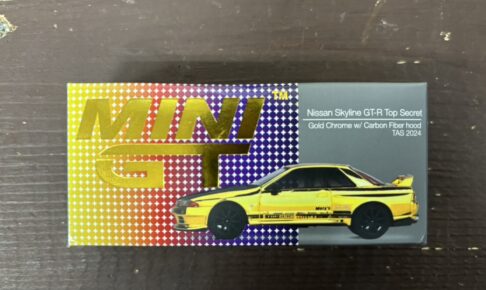 MINI
GT
TM
Nissan Skyline GT-R Top Secret
Gold Chrome w/ Carbon Fiber hood
TAS 2024